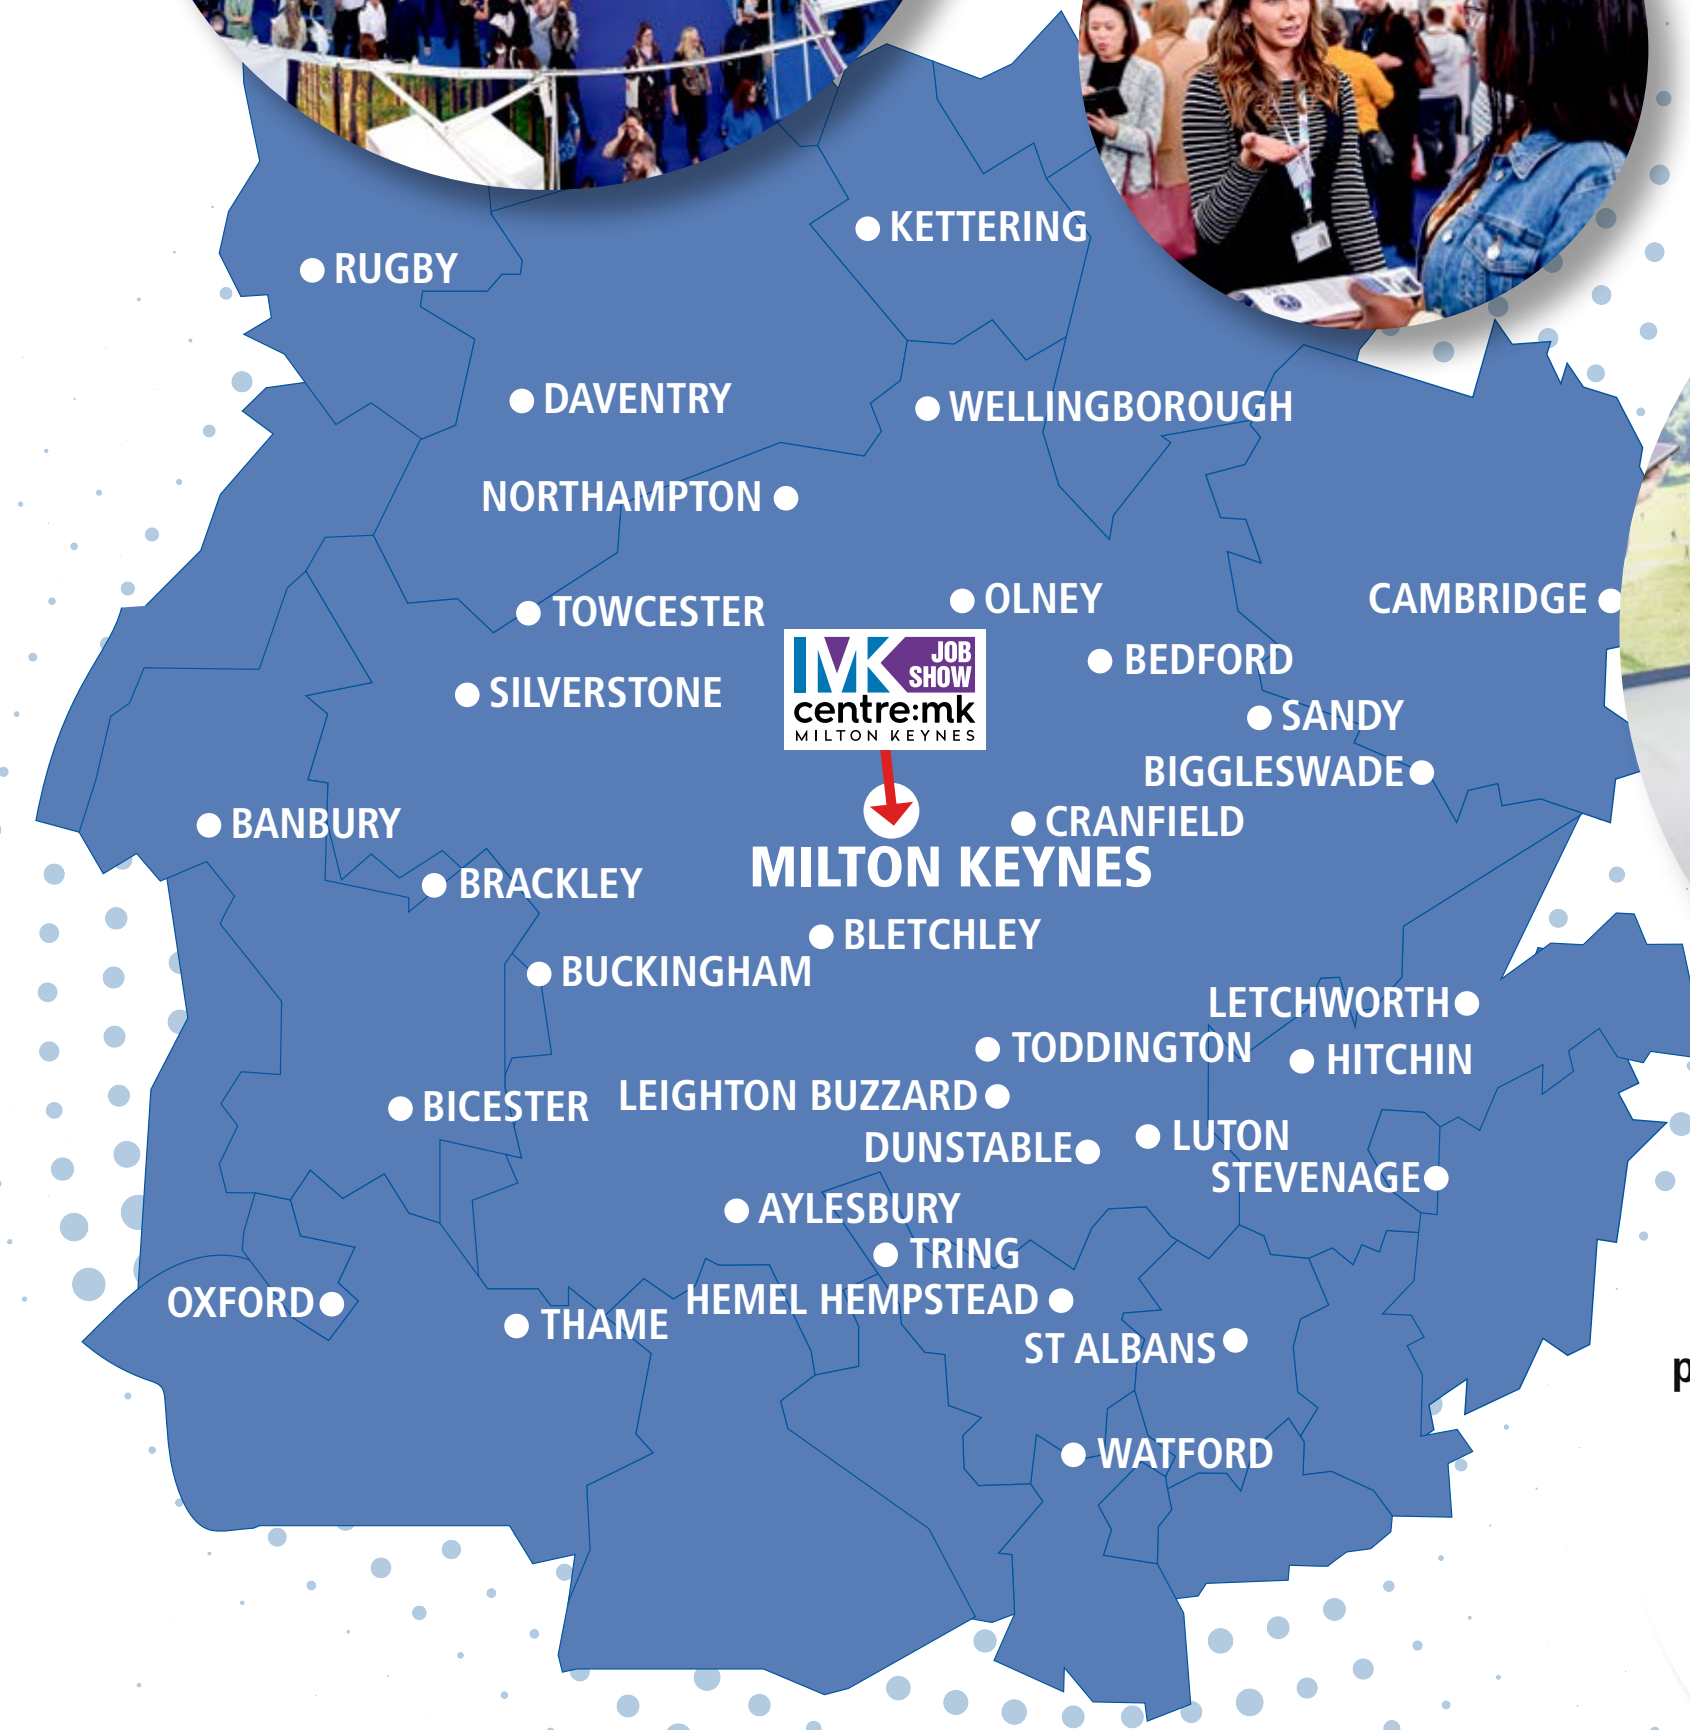 KETTERING
RUGBY
DAVENTRY
WELLINGBOROUGH
NORTHAMPTON
OLNEY
CAMBRIDGE
TOWCESTER
IMK JOB
SHOW
centre:mk
MILTON KEYNES
BEDFORD
SILVERSTONE
SANDY
BIGGLESWADE
BANBURY
CRANFIELD
MILTON KEYNES
BRACKLEY
BLETCHLEY
BUCKINGHAM
LETCHWORTH
TODDINGTON
HITCHIN
LEIGHTON BUZZARD
BICESTER
LUTON
DUNSTABLE
STEVENAGE
AYLESBURY
TRING
HEMEL HEMPSTEAD
OXFORD
THAME
ST ALBANS
p
WATFORD